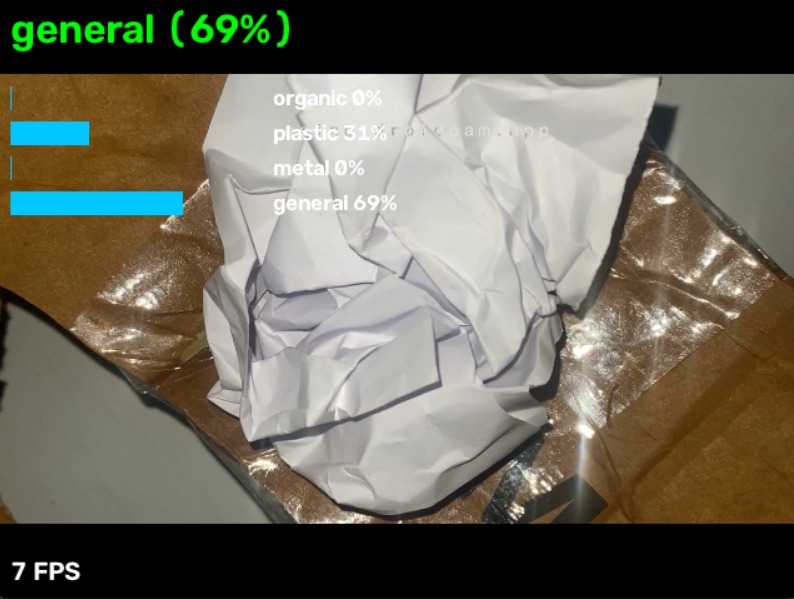 general (69%)
organic 0%
plastic 31%
metal 0%
general 69%
7 FPS